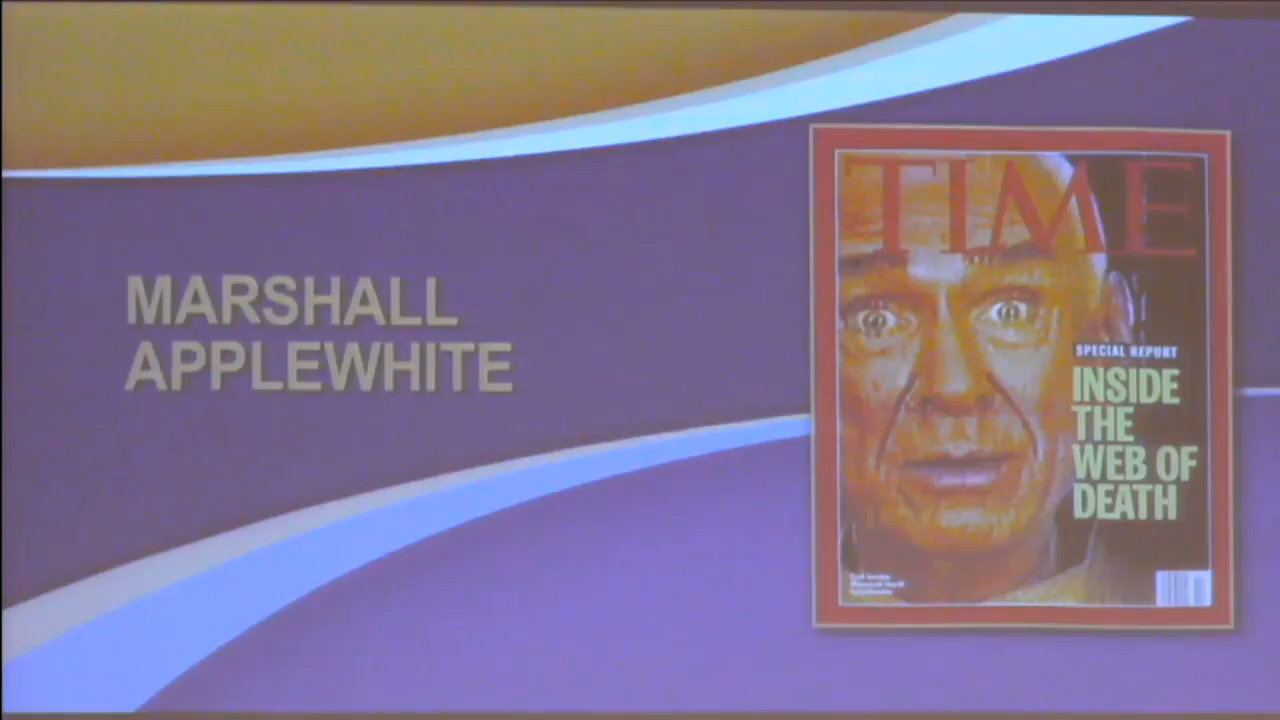 MARSHALL
APPLEWHITE
TIME
SPECIAL REPORT
INSIDE
THE
WEB OF
DEATH